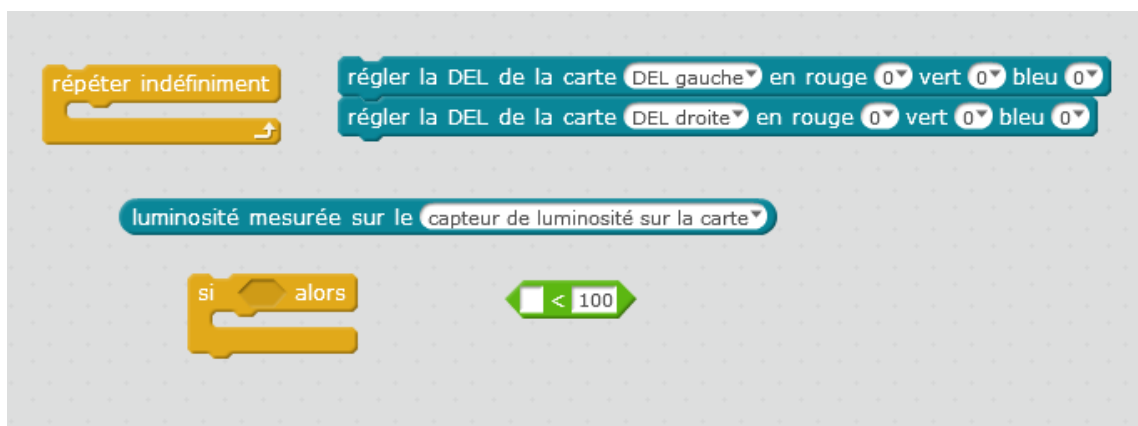 répéter indéfiniment
régler la DEL de la carte DEL gauche en rouge 0 vert 0 bleu 0
régler la DEL de la carte DEL droite en rouge 0 vert 0 bleu 0
luminosité mesurée sur le capteur de luminosité sur la carte
si alors
< 100